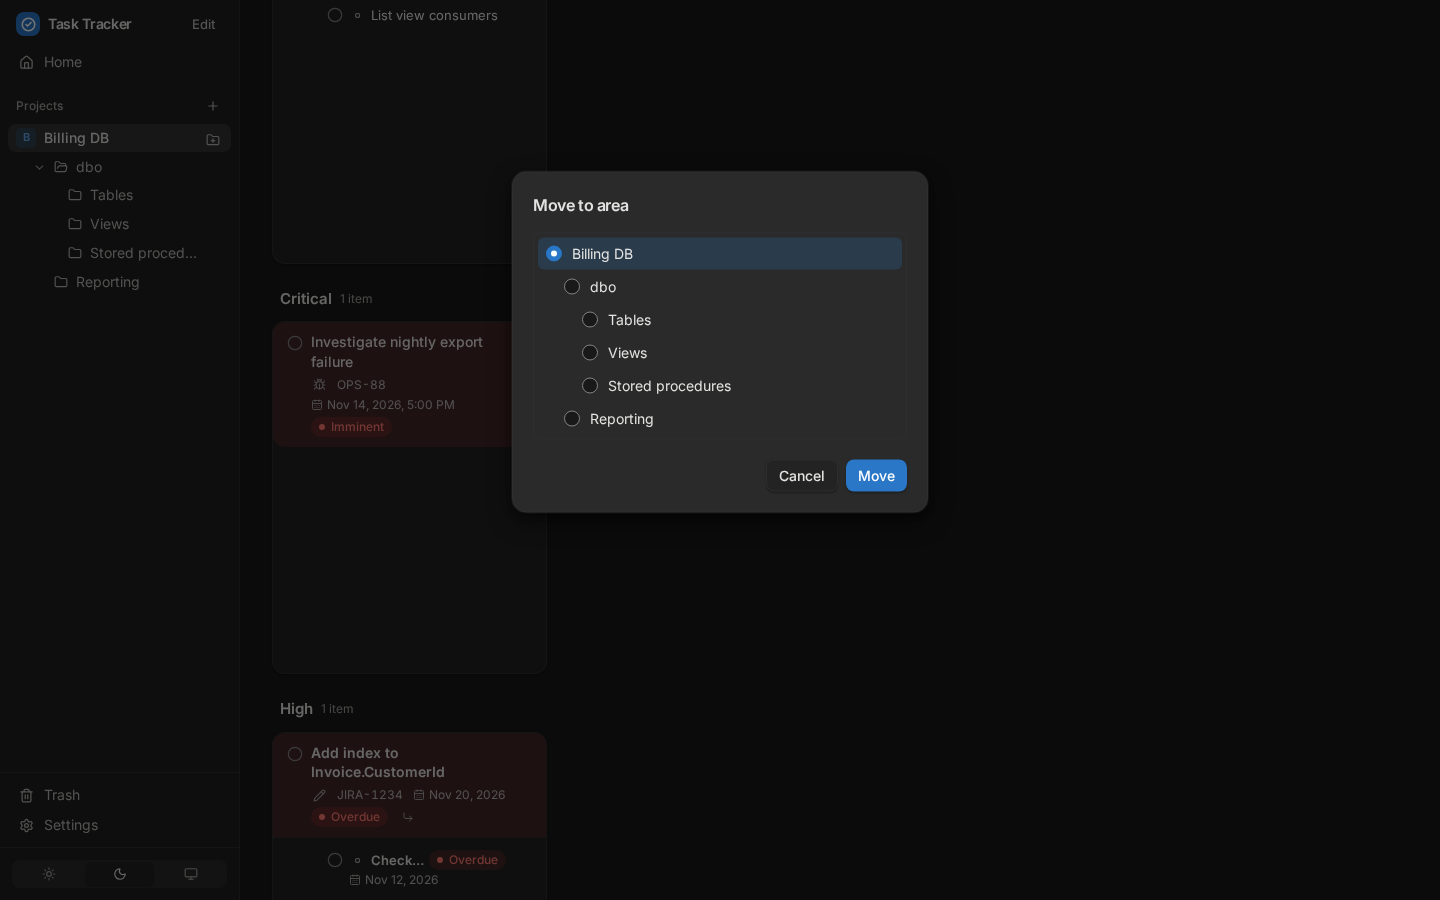 Task Tracker
Edit
Home
Projects
B
Billing DB
dbo
Tables
Views
Stored proced...
Reporting
Trash
Settings
List view consumers
Critical 1 item
Investigate nightly export
failure
OPS-88
Nov 14, 2026, 5:00 PM
Imminent
High 1 item
Add index to
Invoice.CustomerId
JIRA-1234 Nov 20, 2026
Overdue
Check... Overdue
Nov 12, 2026
Move to area
Billing DB
dbo
Tables
Views
Stored procedures
Reporting
Cancel
Move